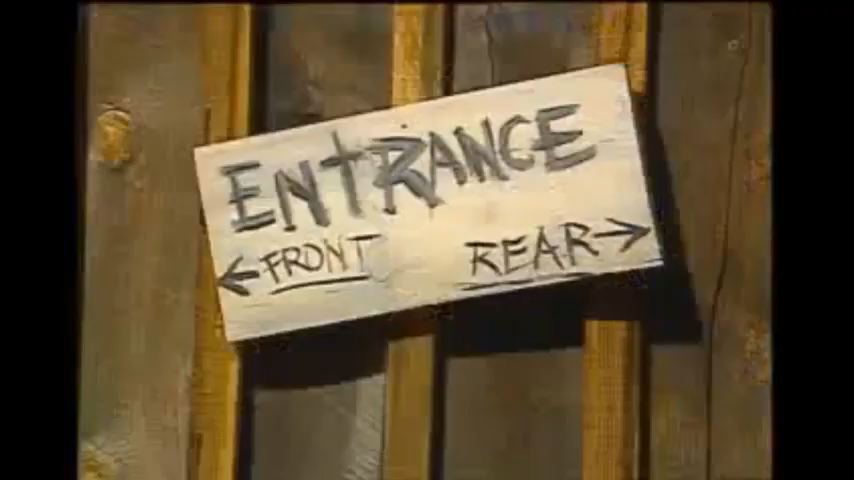 ENTRANCE
← FRONT REAR →